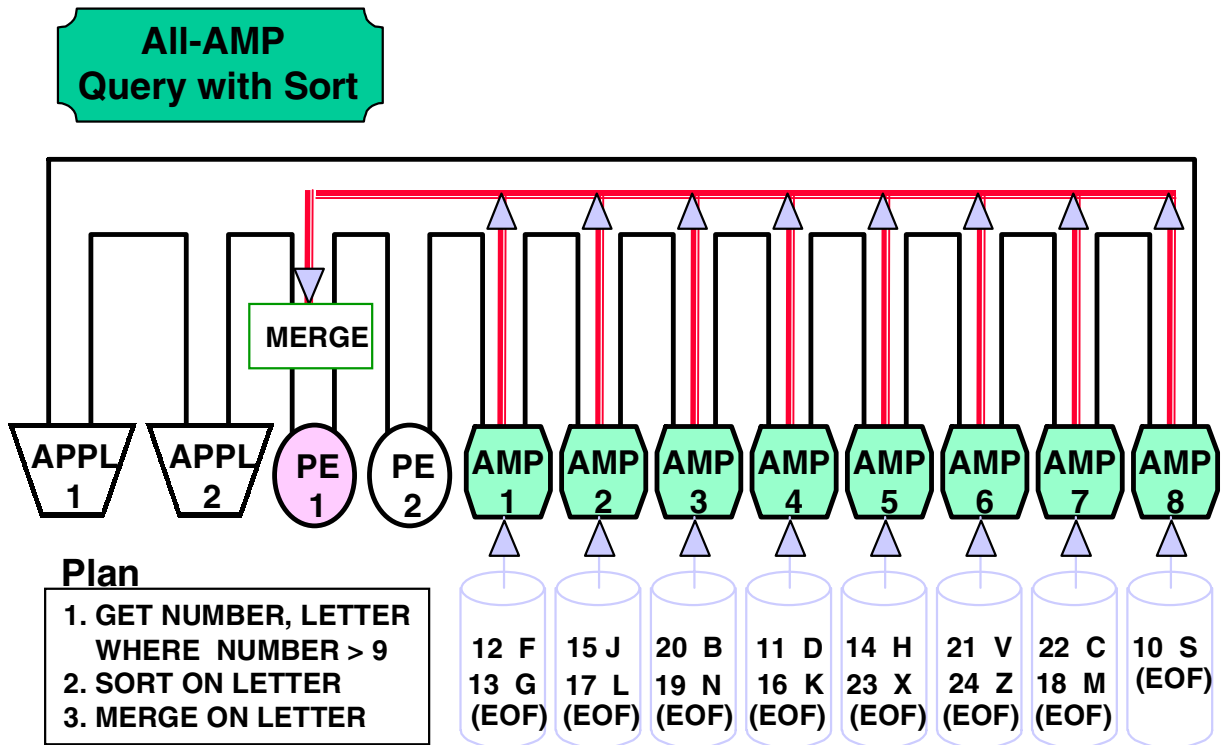 All-AMP
Query with Sort
MERGE
APPL
1
APPL
2
PE
1
PE
2
AMP
1
AMP
2
AMP
3
AMP
4
AMP
5
AMP
6
AMP
7
AMP
8
Plan
1. GET NUMBER, LETTER
WHERE NUMBER > 9
2. SORT ON LETTER
3. MERGE ON LETTER
12 F
13 G
(EOF)
15 J
17 L
(EOF)
20 B
19 N
(EOF)
11 D
16 K
(EOF)
14 H
23 X
(EOF)
21 V
24 Z
(EOF)
22 C
18 M
(EOF)
10 S
(EOF)